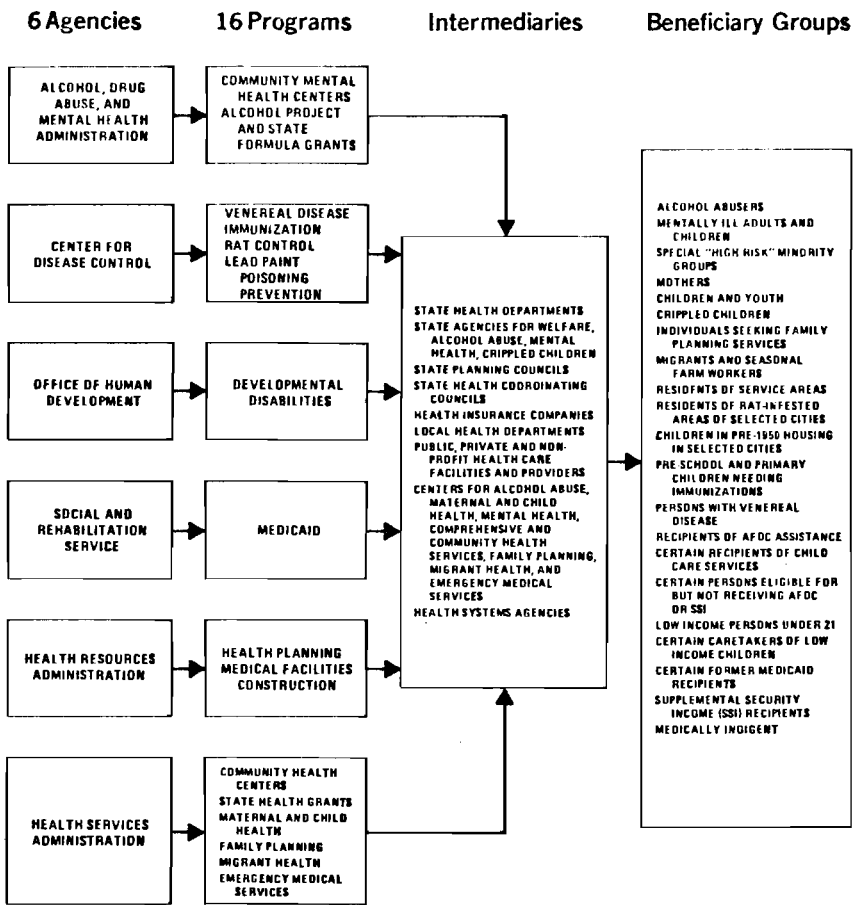 6 Agencies
16 Programs
Intermediaries
Beneficiary Groups
ALCOHOL, DRUG
ABUSE, AND
MENTAL HEALTH
ADMINISTRATION
COMMUNITY MENTAL
HEALTH CENTERS
ALCOHOL PROJECT
AND STATE
FORMULA GRANTS
CENTER FOR
DISEASE CONTROL
VENEREAL DISEASE
IMMUNIZATION
RAT CONTROL
LEAD PAINT
POISONING
PREVENTION
OFFICE OF HUMAN
DEVELOPMENT
DEVELOPMENTAL
DISABILITIES
SOCIAL AND
REHABILITATION
SERVICE
MEDICAID
HEALTH RESOURCES
ADMINISTRATION
HEALTH PLANNING
MEDICAL FACILITIES
CONSTRUCTION
HEALTH SERVICES
ADMINISTRATION
COMMUNITY HEALTH
CENTERS
STATE HEALTH GRANTS
MATERNAL AND CHILD
HEALTH
FAMILY PLANNING
MIGRANT HEALTH
EMERGENCY MEDICAL
SERVICES
STATE HEALTH DEPARTMENTS
STATE AGENCIES FOR WELFARE,
ALCOHOL ABUSE, MENTAL
HEALTH, CRIPPLED CHILDREN
STATE PLANNING COUNCILS
STATE HEALTH COORDINATING
COUNCILS
HEALTH INSURANCE COMPANIES
LOCAL HEALTH DEPARTMENTS
PUBLIC, PRIVATE AND NON-
PROFIT HEALTH CARE
FACILITIES AND PROVIDERS
CENTERS FOR ALCOHOL ABUSE,
MATERNAL AND CHILD
HEALTH, MENTAL HEALTH,
COMPREHENSIVE AND
COMMUNITY HEALTH
SERVICES, FAMILY PLANNING,
MIGRANT HEALTH, AND
EMERGENCY MEDICAL
SERVICES
HEALTH SYSTEMS AGENCIES
ALCOHOL ABUSERS
MENTALLY ILL ADULTS AND
CHILDREN
SPECIAL "HIGH RISK" MINORITY
GROUPS
MOTHERS
CHILDREN AND YOUTH
CRIPPLED CHILDREN
INDIVIDUALS SEEKING FAMILY
PLANNING SERVICES
MIGRANTS AND SEASONAL
FARM WORKERS
RESIDENTS OF SERVICE AREAS
RESIDENTS OF RAT-INFESTED
AREAS OF SELECTED CITIES
CHILDREN IN PRE-1950 HOUSING
IN SELECTED CITIES
PRE SCHOOL AND PRIMARY
CHILDREN NEEDING
IMMUNIZATIONS
PERSONS WITH VENEREAL
DISEASE
RECIPIENTS OF AFDC ASSISTANCE
CERTAIN RECIPIENTS OF CHILD
CARE SERVICES
CERTAIN PERSONS ELIGIBLE FOR
BUT NOT RECEIVING AFDC
OR SSI
LOW INCOME PERSONS UNDER 21
CERTAIN CARETAKERS OF LOW
INCOME CHILDREN
CERTAIN FORMER MEDICAID
RECIPIENTS
SUPPLEMENTAL SECURITY
INCOME (SSI) RECIPIENTS
MEDICALLY INDIGENT